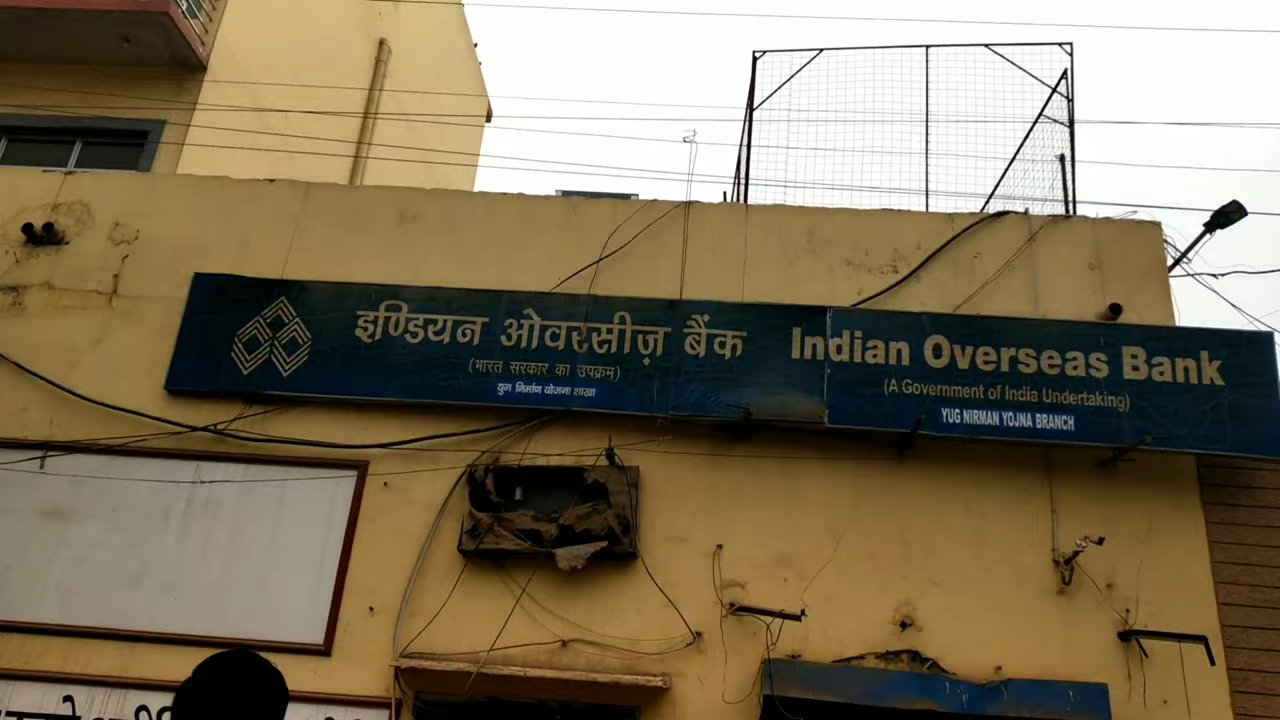 इण्डियन ओवरसीज़ बैंक
(भारत सरकार का उपक्रम)
युग निर्माण योजना शाखा
Indian Overseas Bank
(A Government of India Undertaking)
YUG NIRMAN YOJNA BRANCH